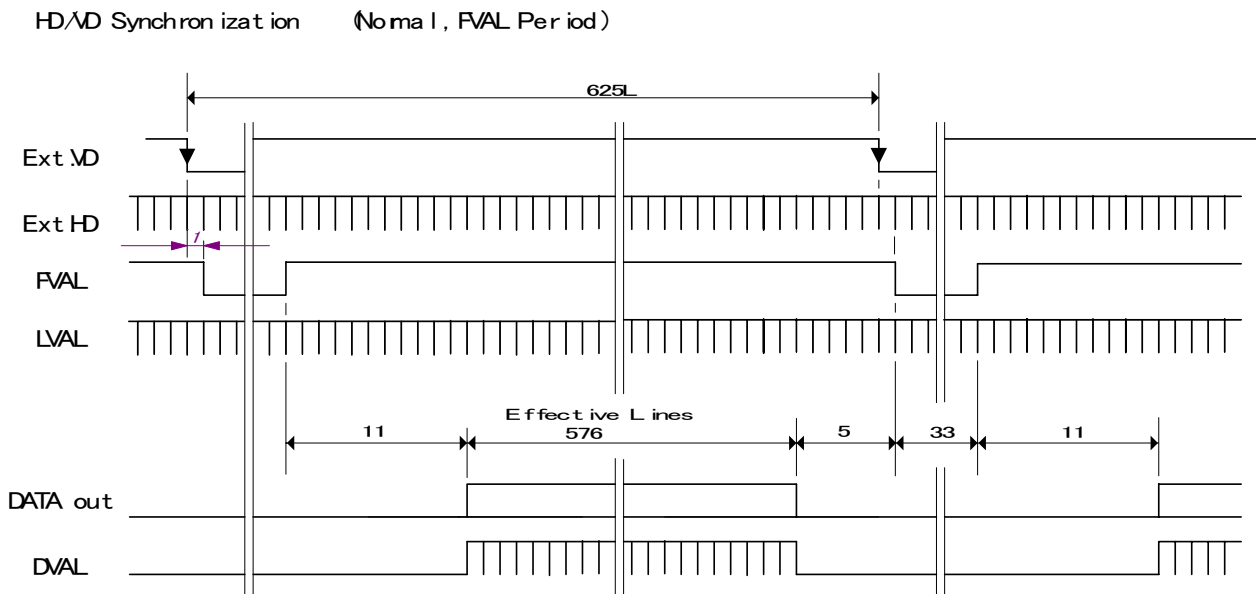 HD/VD Synchronization (Normal, FVAL Period)
625L
Ext.VD
Ext HD
1
FVAL
LVAL
Effective Lines
11 576 5 33 11
DATA out
DVAL